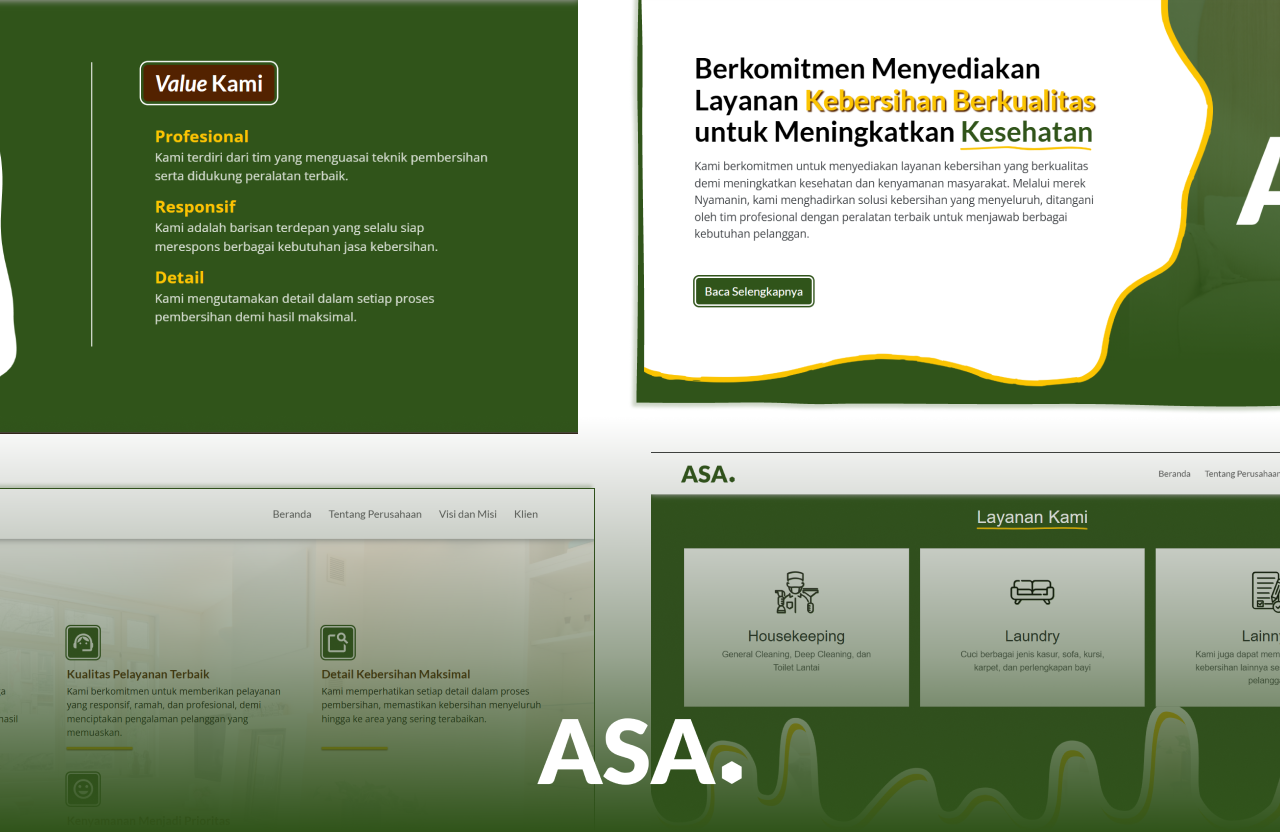 Value Kami
Profesional
Kami terdiri dari tim yang menguasai teknik pembersihan
serta didukung peralatan terbaik.
Responsif
Kami adalah barisan terdepan yang selalu siap
merespons berbagai kebutuhan jasa kebersihan.
Detail
Kami mengutamakan detail dalam setiap proses
pembersihan demi hasil maksimal.
Berkomitmen Menyediakan
Layanan Kebersihan Berkualitas
untuk Meningkatkan Kesehatan
Kami berkomitmen untuk menyediakan layanan kebersihan yang berkualitas
demi meningkatkan kesehatan dan kenyamanan masyarakat. Melalui merek
Nyamanin, kami menghadirkan solusi kebersihan yang menyeluruh, ditangani
oleh tim profesional dengan peralatan terbaik untuk menjawab berbagai
kebutuhan pelanggan.
Baca Selengkapnya
A
Beranda Tentang Perusahaan Visi dan Misi Klien
Kualitas Pelayanan Terbaik
Kami berkomitmen untuk memberikan pelayanan
yang responsif, ramah, dan profesional, demi
menciptakan pengalaman pelanggan yang
memuaskan.
Detail Kebersihan Maksimal
Kami memperhatikan setiap detail dalam proses
pembersihan, memastikan kebersihan menyeluruh
hingga ke area yang sering terabaikan.
Kenyamanan Menjadi Prioritas
ASA.
Beranda Tentang Perusahaan
Layanan Kami
Housekeeping
General Cleaning, Deep Cleaning, dan
Toilet Lantai
Laundry
Cuci berbagai jenis kasur, sofa, kursi,
karpet, dan perlengkapan bayi
Lainn
Kami juga dapat mem
kebersihan lainnya se
pelangga
ASA.